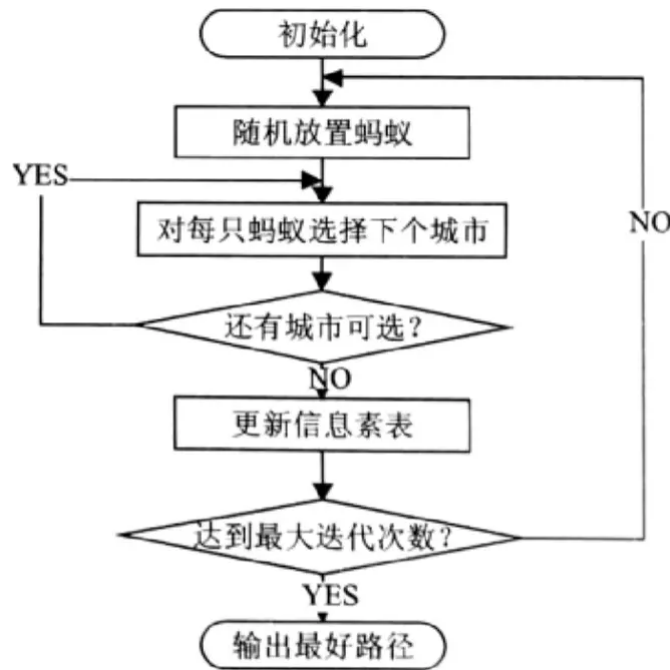 初始化
随机放置蚂蚁
YES
对每只蚂蚁选择下个城市
NO
还有城市可选?
NO
更新信息素表
达到最大迭代次数?
YES
输出最好路径